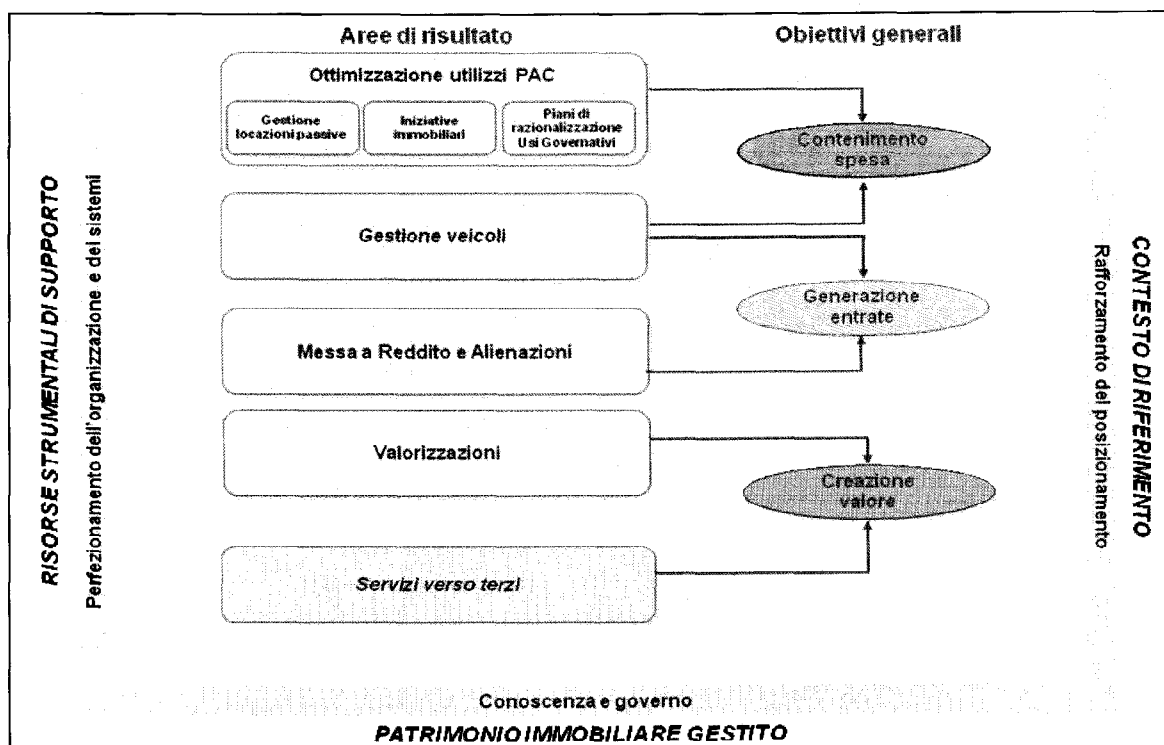 Aree di risultato
Obiettivi generali
Ottimizzazione utilizzi PAC
Gestione
locazioni passive
Iniziative
immobiliari
Piani di
razionalizzazione
Usi Governativi
Contenimento
spesa
Gestione veicoli
Generazione
entrate
Messa a Reddito e Alienazioni
Valorizzazioni
Creazione
valore
Servizi verso terzi
RISORSE STRUMENTALI DI SUPPORTO
Perfezionamento dell'organizzazione e dei sistemi
CONTESTO DI RIFERIMENTO
Rafforzamento del posizionamento
Conoscenza e governo
PATRIMONIO IMMOBILIARE GESTITO